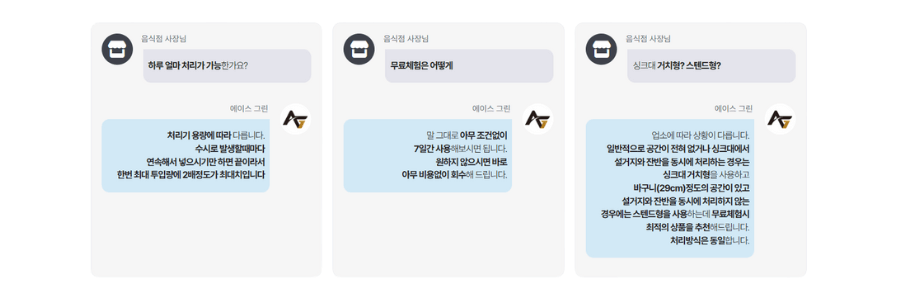 음식점 사장님
하루 얼마 처리가 가능한가요?
에이스 그린
처리기 용량에 따라 다릅니다.
수시로 발생할때마다
연속해서 넣으시기만 하면 끝이라서
한번 최대 투입량에 2배정도가 최대치입니다
음식점 사장님
무료체험은 어떻게
에이스 그린
말 그대로 아무 조건없이
7일간 사용해보시면 됩니다.
원하지 않으시면 바로
아무 비용없이 회수해 드립니다.
음식점 사장님
싱크대 거치형? 스텐드형?
에이스 그린
업소에 따라 상황이 다릅니다.
일반적으로 공간이 전혀 없거나 싱크대에서
설거지와 잔반을 동시에 처리하는 경우는
싱크대 거치형을 사용하고
바구니(29cm)정도의 공간이 있고
설거지와 잔반을 동시에 처리하지 않는
경우에는 스텐드형을 사용하는데 무료체험시
최적의 상품을 추천해드립니다.
처리방식은 동일합니다.